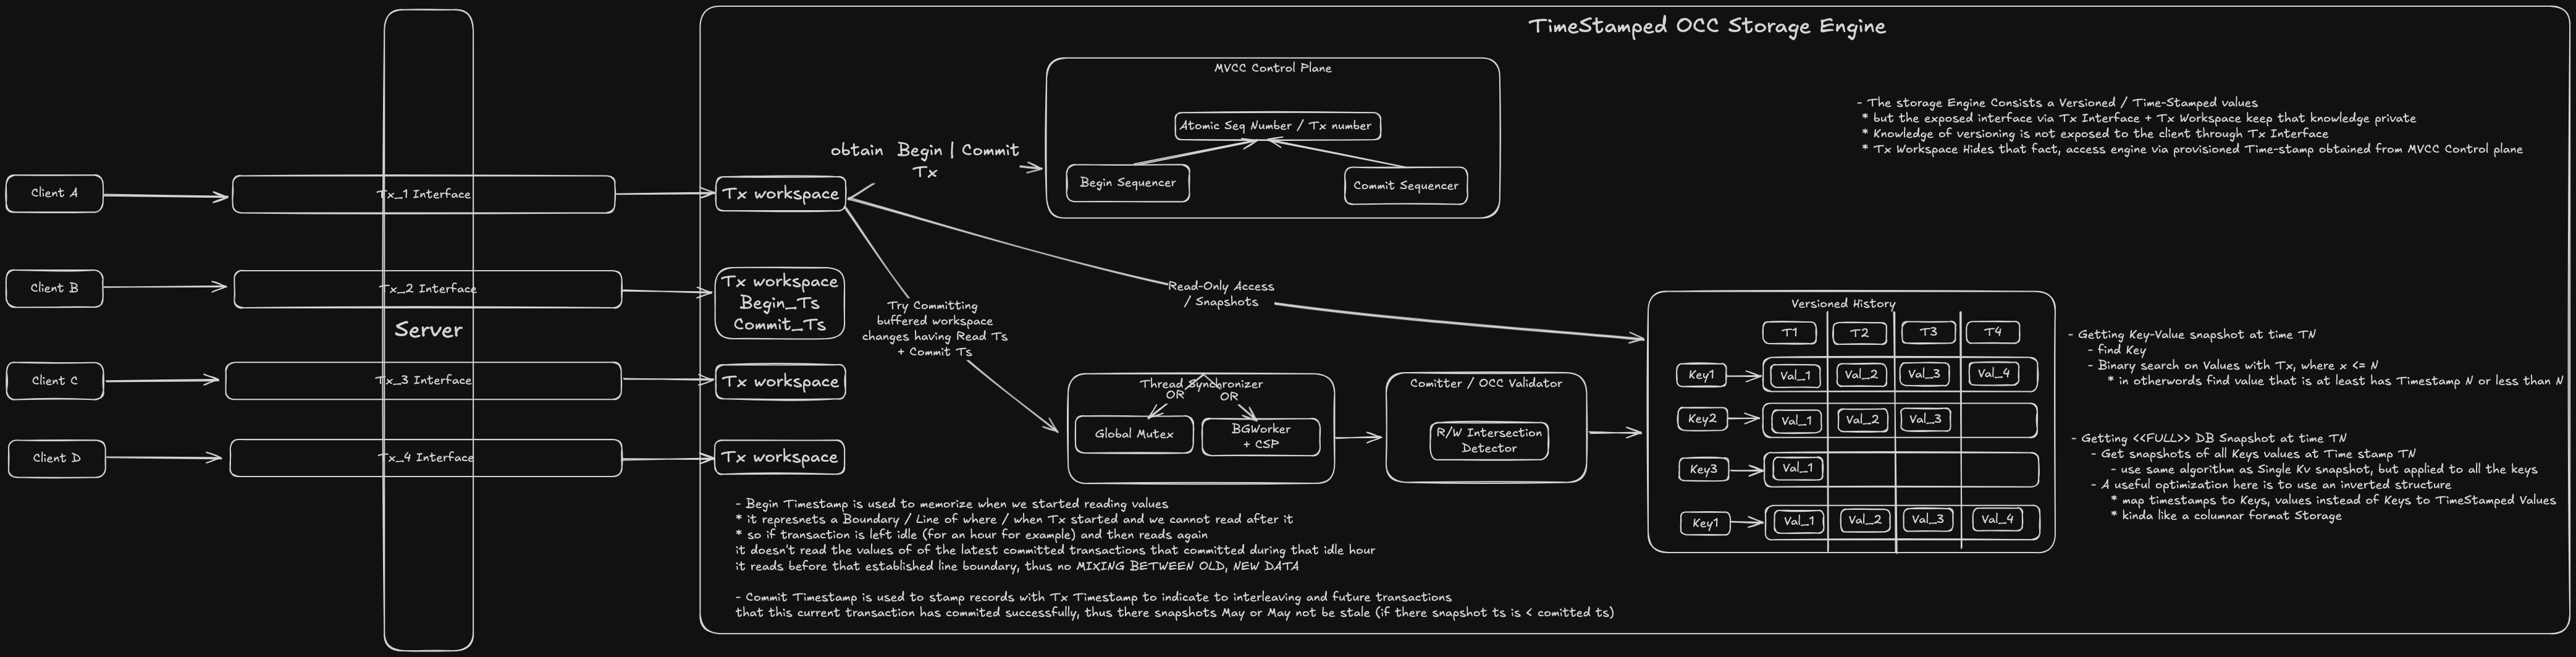 TimeStamped OCC Storage Engine
MVCC Control Plane
Atomic Seq Number / Tx number
Begin Sequencer
Commit Sequencer
obtain Begin | Commit
Tx
- The storage Engine Consists a Versioned / Time-Stamped values
* but the exposed interface via Tx Interface + Tx Workspace keep that knowledge private
* Knowledge of versioning is not exposed to the client through Tx Interface
* Tx Workspace Hides that fact, access engine via provisioned Time-stamp obtained from MVCC Control plane
Client A
Tx_1 Interface
Tx workspace
Client B
Tx_2 Interface
Tx workspace
Begin_Ts
Commit_Ts
Server
Client C
Tx_3 Interface
Tx workspace
Client D
Tx_4 Interface
Tx workspace
Read-Only Access
/ Snapshots
Try Committing
buffered workspace
changes having Read Ts
+ Commit Ts
Thread Synchronizer
OR
OR
Global Mutex
BGWorker
+ CSP
Comitter / OCC Validator
R/W Intersection
Detector
Versioned History
T1
T2
T3
T4
Key1
Val_1
Val_2
Val_3
Val_4
Key2
Val_1
Val_2
Val_3
Key3
Val_1
Key1
Val_1
Val_2
Val_3
Val_4
- Getting Key-Value snapshot at time TN
- find Key
- Binary search on Values with Tx, where x <= N
* in otherwords find value that is at least has Timestamp N or less than N
- Getting <<FULL>> DB Snapshot at time TN
- Get snapshots of all Keys values at Time stamp TN
- use same algorithm as Single Kv snapshot, but applied to all the keys
- A useful optimization here is to use an inverted structure
* map timestamps to Keys, values instead of Keys to TimeStamped Values
* kinda like a columnar format Storage
- Begin Timestamp is used to memorize when we started reading values
* it represnets a Boundary / Line of where / when Tx started and we cannot read after it
* so if transaction is left idle (for an hour for example) and then reads again
it doesn't read the values of of the latest committed transactions that committed during that idle hour
it reads before that established line boundary, thus no MIXING BETWEEN OLD, NEW DATA
- Commit Timestamp is used to stamp records with Tx Timestamp to indicate to interleaving and future transactions
that this current transaction has commited successfully, thus there snapshots May or May not be stale (if there snapshot ts is < comitted ts)